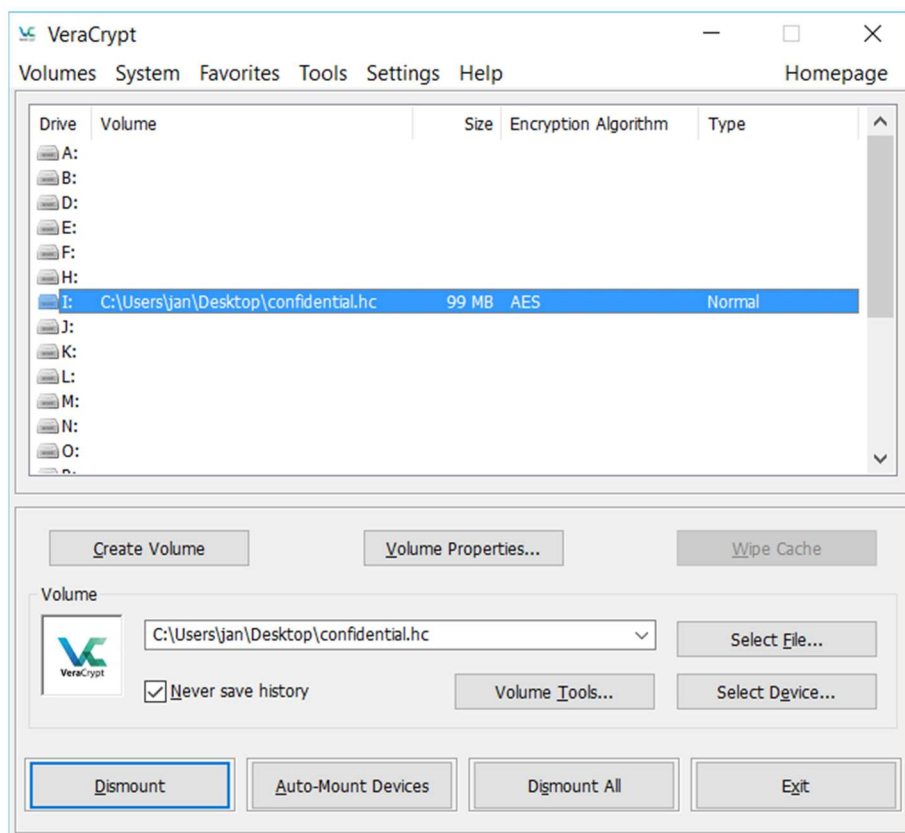 VeraCrypt
Volumes System Favorites Tools Settings Help Homepage
Drive Volume Size Encryption Algorithm Type
A:
B:
D:
E:
F:
H:
I: C:\Users\jan\Desktop\confidential.hc 99 MB AES Normal
J:
K:
L:
M:
N:
O:
Create Volume Volume Properties... Wipe Cache
Volume
C:\Users\jan\Desktop\confidential.hc Select File...
VeraCrypt
Never save history Volume Tools... Select Device...
Dismount Auto-Mount Devices Dismount All Exit